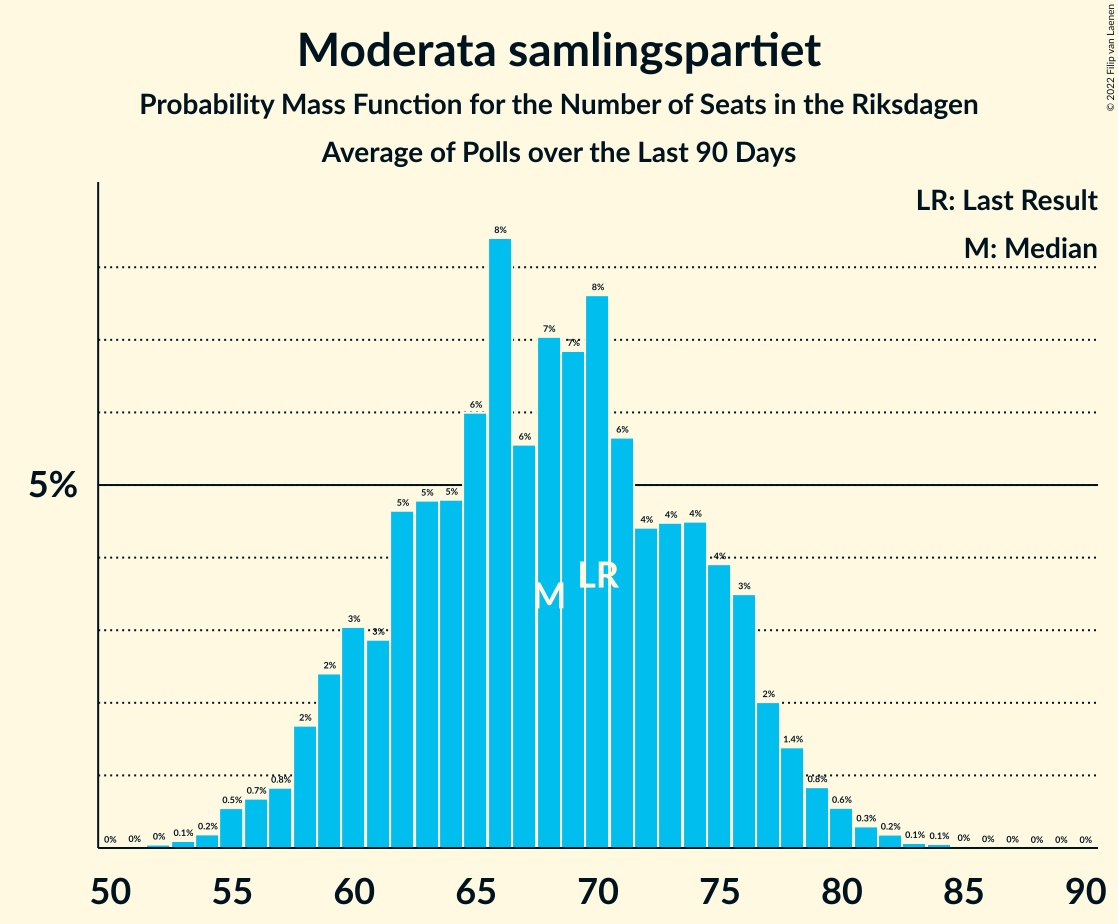 Moderata samlingspartiet
Probability Mass Function for the Number of Seats in the Riksdagen
Average of Polls over the Last 90 Days
© 2022 Filip van Laenen
LR: Last Result
M: Median
5%
0% 0% 0% 0.1% 0.2% 0.5% 0.7% 0.8% 2% 2% 3% 3% 5% 5% 5% 6% 8% 6% 7% 7% 8% 6% 4% 4% 4% 4% 3% 2% 1.4% 0.8% 0.6% 0.3% 0.2% 0.1% 0.1% 0% 0% 0% 0% 0% 0%
M LR
50 55 60 65 70 75 80 85 90